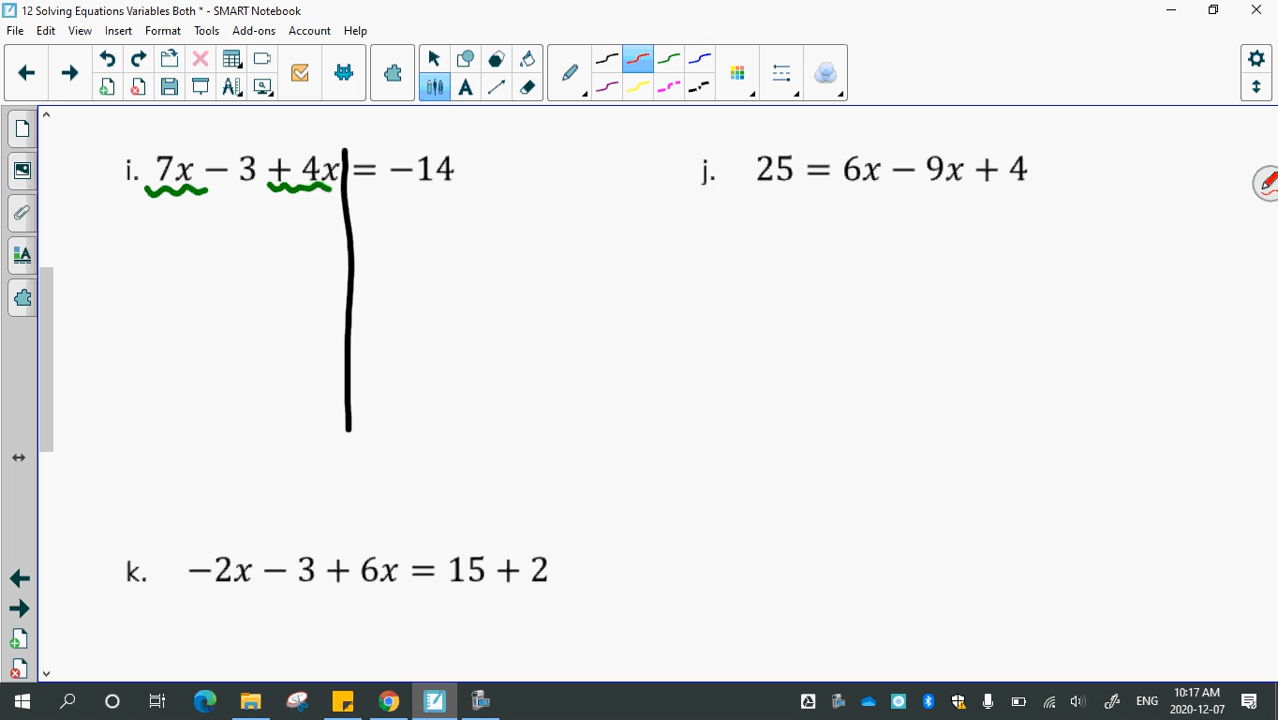 12 Solving Equations Variables Both * - SMART Notebook
File Edit View Insert Format Tools Add-ons Account Help
i. 7x − 3 + 4x = −14
j. 25 = 6x − 9x + 4
k. −2x − 3 + 6x = 15 + 2
ENG
10:17 AM
2020-12-07